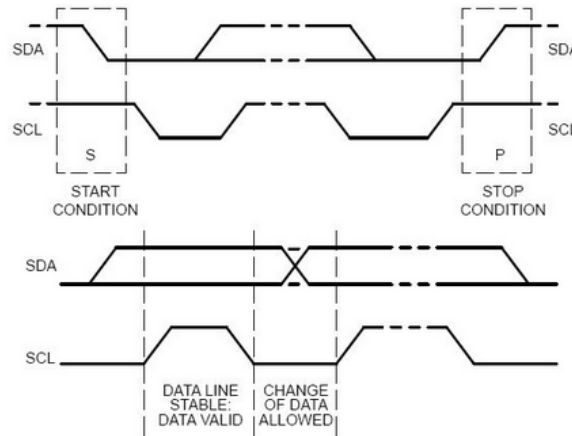 SDA SDA
SCL SCL
S P
START STOP
CONDITION CONDITION
SDA
SCL
DATA LINE CHANGE
STABLE: OF DATA
DATA VALID ALLOWED